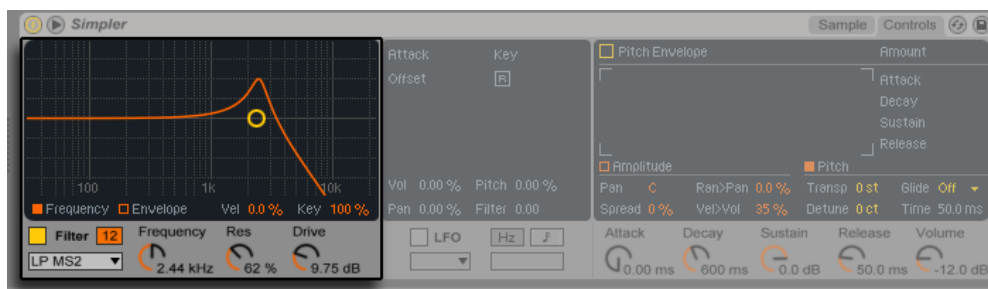 Simpler Sample Controls
100 1k 10k
Frequency Envelope Vel 0.0 % Key 100 %
Filter 12 Frequency Res Drive
LP MS2 2.44 kHz 62 % 9.75 dB
Attack Key
Offset R
Vol 0.00 % Pitch 0.00 %
Pan 0.00 % Filter 0.00
LFO Hz
Pitch Envelope Amount
Attack
Decay
Sustain
Release
Amplitude Pitch
Pan C Ran>Pan 0.0 % Transp 0 st Glide Off
Spread 0 % Vel>Vol 35 % Detune 0 ct Time 50.0 ms
Attack Decay Sustain Release Volume
0.00 ms 600 ms 0.0 dB 50.0 ms -12.0 dB